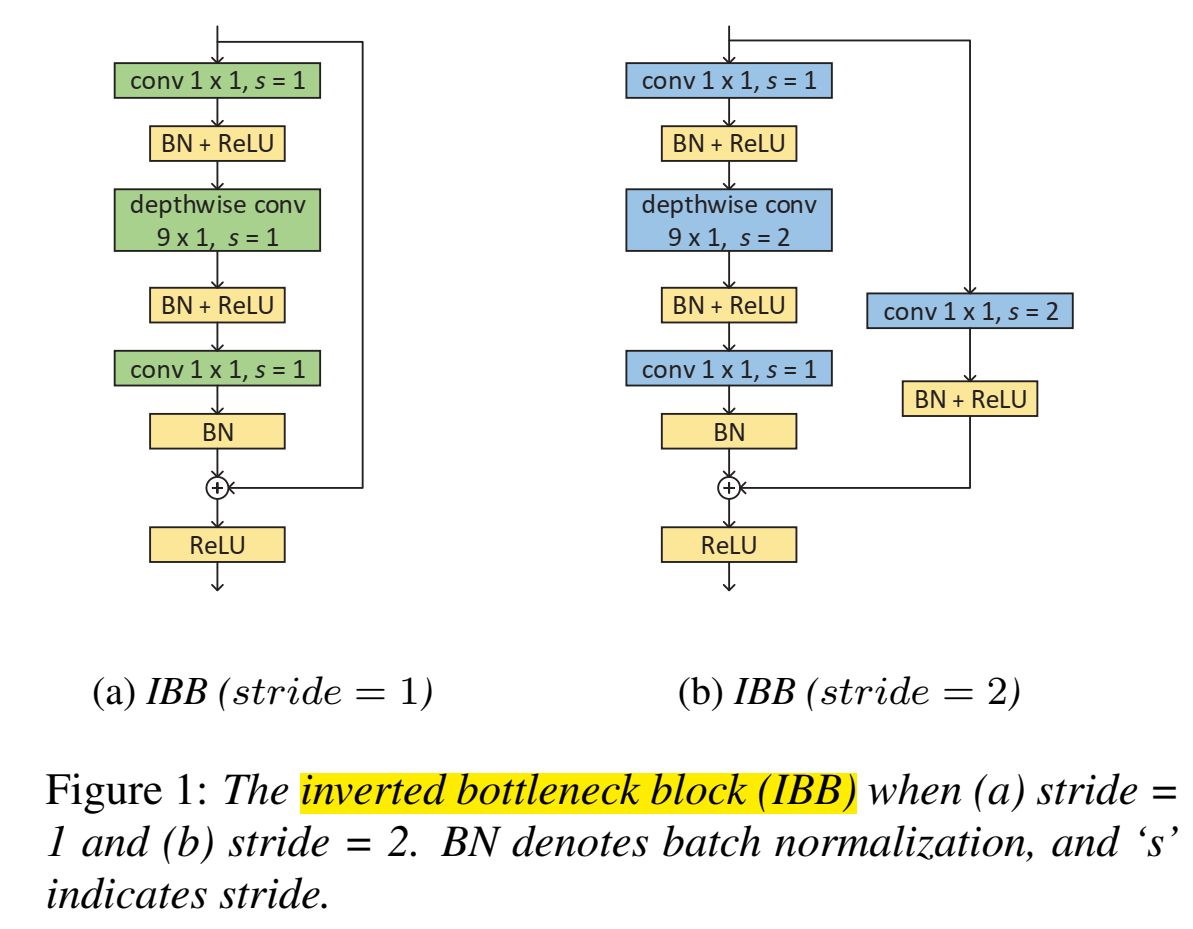 conv 1 x 1, s = 1
BN + ReLU
depthwise conv
9 x 1, s = 1
BN + ReLU
conv 1 x 1, s = 1
BN
+
ReLU
(a) IBB (stride = 1)
conv 1 x 1, s = 1
BN + ReLU
depthwise conv
9 x 1, s = 2
BN + ReLU
conv 1 x 1, s = 1
BN
+
ReLU
conv 1 x 1, s = 2
BN + ReLU
(b) IBB (stride = 2)
Figure 1: The inverted bottleneck block (IBB) when (a) stride =
1 and (b) stride = 2. BN denotes batch normalization, and ‘s’
indicates stride.